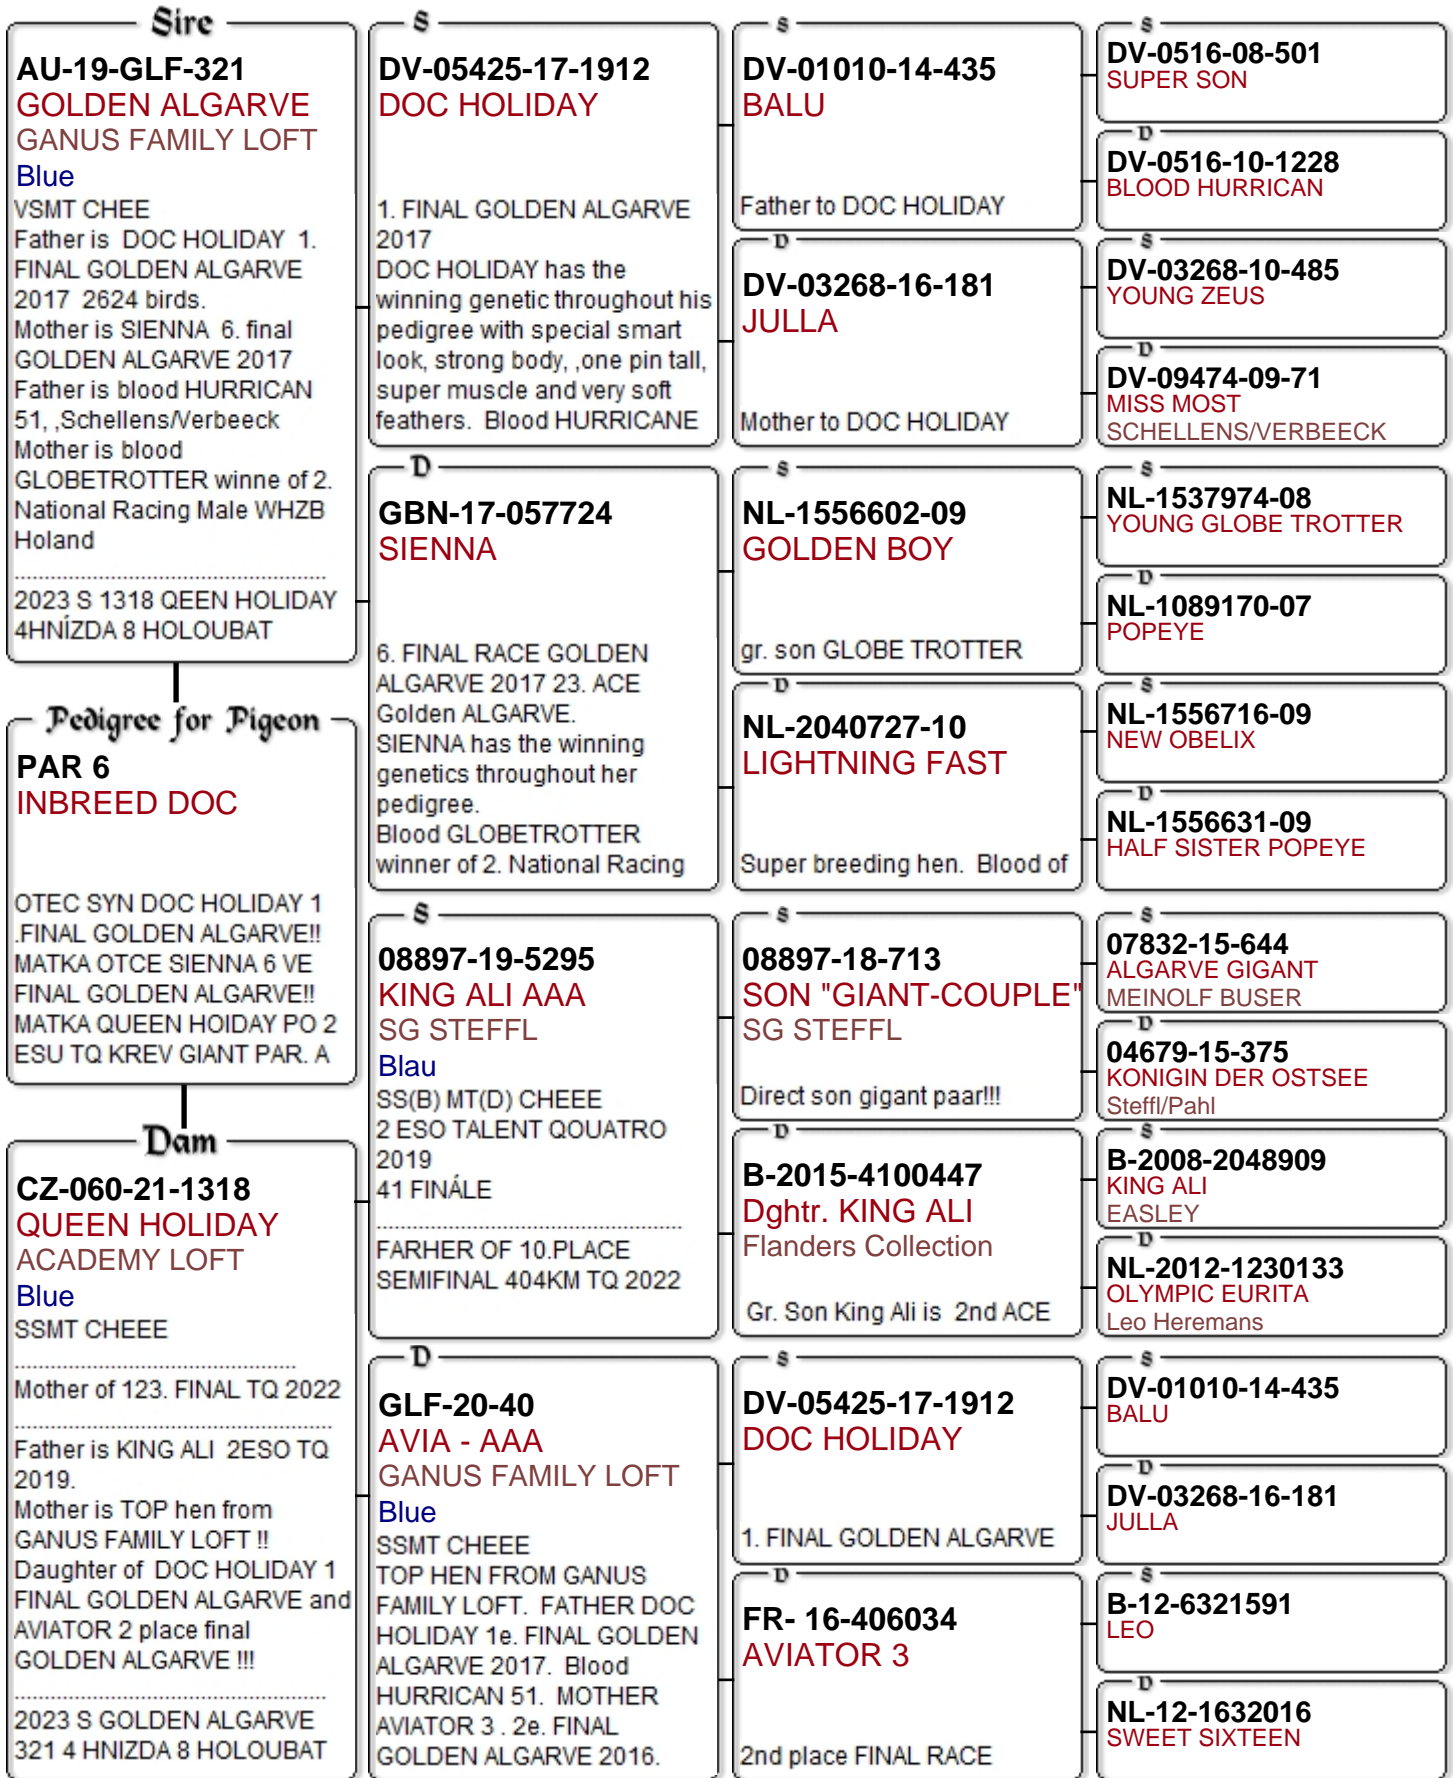 Sire
AU-19-GLF-321
GOLDEN ALGARVE
GANUS FAMILY LOFT
Blue
VSMT CHEE
Father is  DOC HOLIDAY  1.
FINAL GOLDEN ALGARVE
2017  2624 birds.
Mother is SIENNA  6. final
GOLDEN ALGARVE 2017
Father is blood HURRICAN
51, ,Schellens/Verbeeck
Mother is blood
GLOBETROTTER winne of 2.
National Racing Male WHZB
Holand
....................................................
2023 S 1318 QEEN HOLIDAY
4HNÍZDA 8 HOLOUBAT
Pedigree for Pigeon
PAR 6
INBREED DOC
OTEC SYN DOC HOLIDAY 1
.FINAL GOLDEN ALGARVE!!
MATKA OTCE SIENNA 6 VE
FINAL GOLDEN ALGARVE!!
MATKA QUEEN HOIDAY PO 2
ESU TQ KREV GIANT PAR. A
Dam
CZ-060-21-1318
QUEEN HOLIDAY
ACADEMY LOFT
Blue
SSMT CHEEE
...............................................
Mother of 123. FINAL TQ 2022
.....................................................
Father is KING ALI  2ESO TQ
2019.
Mother is TOP hen from
GANUS FAMILY LOFT !!
Daughter of  DOC HOLIDAY 1
FINAL GOLDEN ALGARVE and
AVIATOR 2 place final
GOLDEN ALGARVE !!!
....................................................
2023 S GOLDEN ALGARVE
321 4 HNIZDA 8 HOLOUBAT
S
DV-05425-17-1912
DOC HOLIDAY
1. FINAL GOLDEN ALGARVE
2017
DOC HOLIDAY has the
winning genetic throughout his
pedigree with special smart
look, strong body, ,one pin tall,
super muscle and very soft
feathers.  Blood HURRICANE
D
GBN-17-057724
SIENNA
6. FINAL RACE GOLDEN
ALGARVE 2017 23. ACE
Golden ALGARVE.
SIENNA has the winning
genetics throughout her
pedigree.
Blood GLOBETROTTER
winner of 2. National Racing
S
08897-19-5295
KING ALI AAA
SG STEFFL
Blau
SS(B) MT(D) CHEEE
2 ESO TALENT QOUATRO
2019
41 FINÁLE
...................................................
FARHER OF 10.PLACE
SEMIFINAL 404KM TQ 2022
D
GLF-20-40
AVIA - AAA
GANUS FAMILY LOFT
Blue
SSMT CHEEE
TOP HEN FROM GANUS
FAMILY LOFT.  FATHER DOC
HOLIDAY 1e. FINAL GOLDEN
ALGARVE 2017.  Blood
HURRICAN 51.  MOTHER
AVIATOR 3 . 2e. FINAL
GOLDEN ALGARVE 2016.
S
DV-01010-14-435
BALU
Father to DOC HOLIDAY
D
DV-03268-16-181
JULLA
Mother to DOC HOLIDAY
S
NL-1556602-09
GOLDEN BOY
gr. son GLOBE TROTTER
D
NL-2040727-10
LIGHTNING FAST
Super breeding hen.  Blood of
S
08897-18-713
SON "GIANT-COUPLE"
SG STEFFL
Direct son gigant paar!!!
D
B-2015-4100447
Dghtr. KING ALI
Flanders Collection
Gr. Son King Ali is  2nd ACE
S
DV-05425-17-1912
DOC HOLIDAY
1. FINAL GOLDEN ALGARVE
D
FR- 16-406034
AVIATOR 3
2nd place FINAL RACE
S
DV-0516-08-501
SUPER SON
D
DV-0516-10-1228
BLOOD HURRICAN
S
DV-03268-10-485
YOUNG ZEUS
D
DV-09474-09-71
MISS MOST
SCHELLENS/VERBEECK
S
NL-1537974-08
YOUNG GLOBE TROTTER
D
NL-1089170-07
POPEYE
S
NL-1556716-09
NEW OBELIX
D
NL-1556631-09
HALF SISTER POPEYE
S
07832-15-644
ALGARVE GIGANT
MEINOLF BUSER
D
04679-15-375
KONIGIN DER OSTSEE
Steffl/Pahl
S
B-2008-2048909
KING ALI
EASLEY
D
NL-2012-1230133
OLYMPIC EURITA
Leo Heremans
S
DV-01010-14-435
BALU
D
DV-03268-16-181
JULLA
S
B-12-6321591
LEO
D
NL-12-1632016
SWEET SIXTEEN